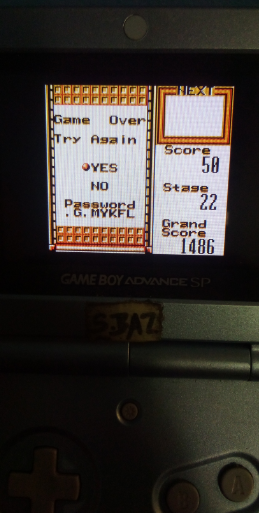 NEXT
Game Over
Try Again
YES
NO
Password
.G.MYKFL
Score
50
Stage
22
Grand
Score
1486
GAME BOY ADVANCE SP
SJAZ
B
A